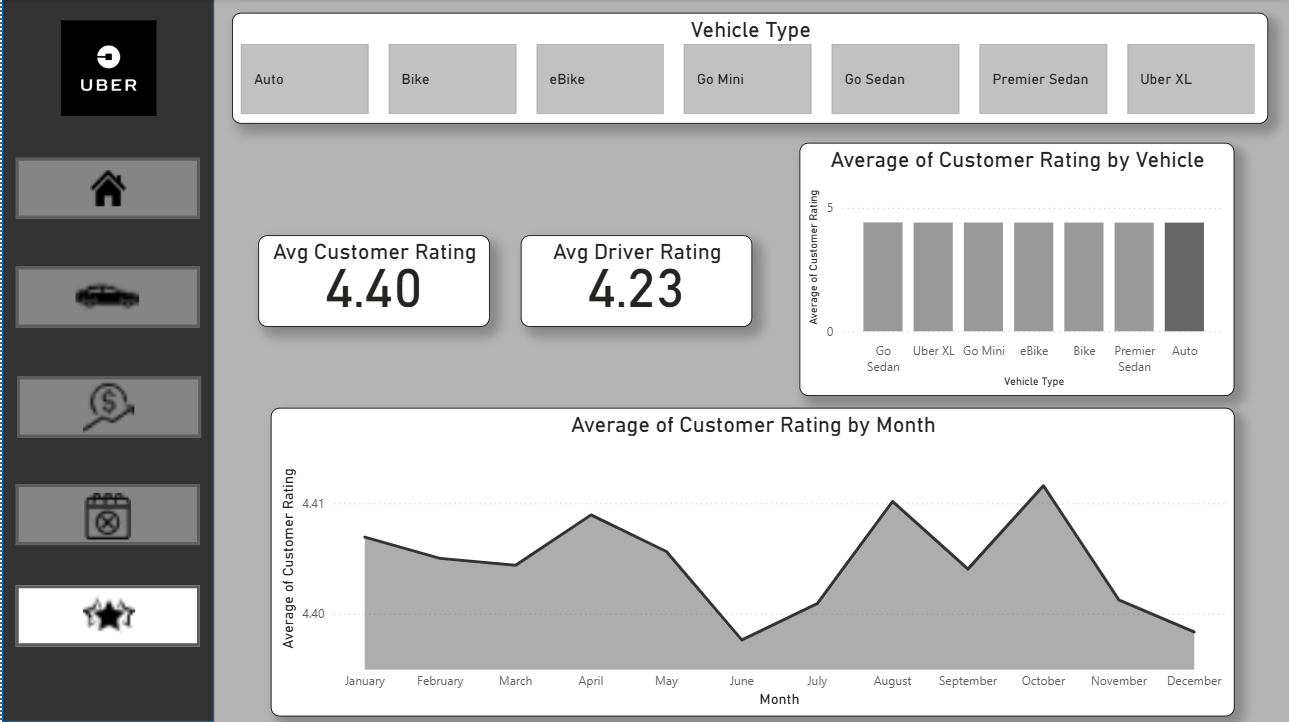 UBER
Vehicle Type
Auto
Bike
eBike
Go Mini
Go Sedan
Premier Sedan
Uber XL
Avg Customer Rating
4.40
Avg Driver Rating
4.23
Average of Customer Rating by Vehicle
Average of Customer Rating
5
0
Go
Sedan
Uber XL
Go Mini
eBike
Bike
Premier
Sedan
Auto
Vehicle Type
Average of Customer Rating by Month
Average of Customer Rating
4.41
4.40
January
February
March
April
May
June
July
August
September
October
November
December
Month